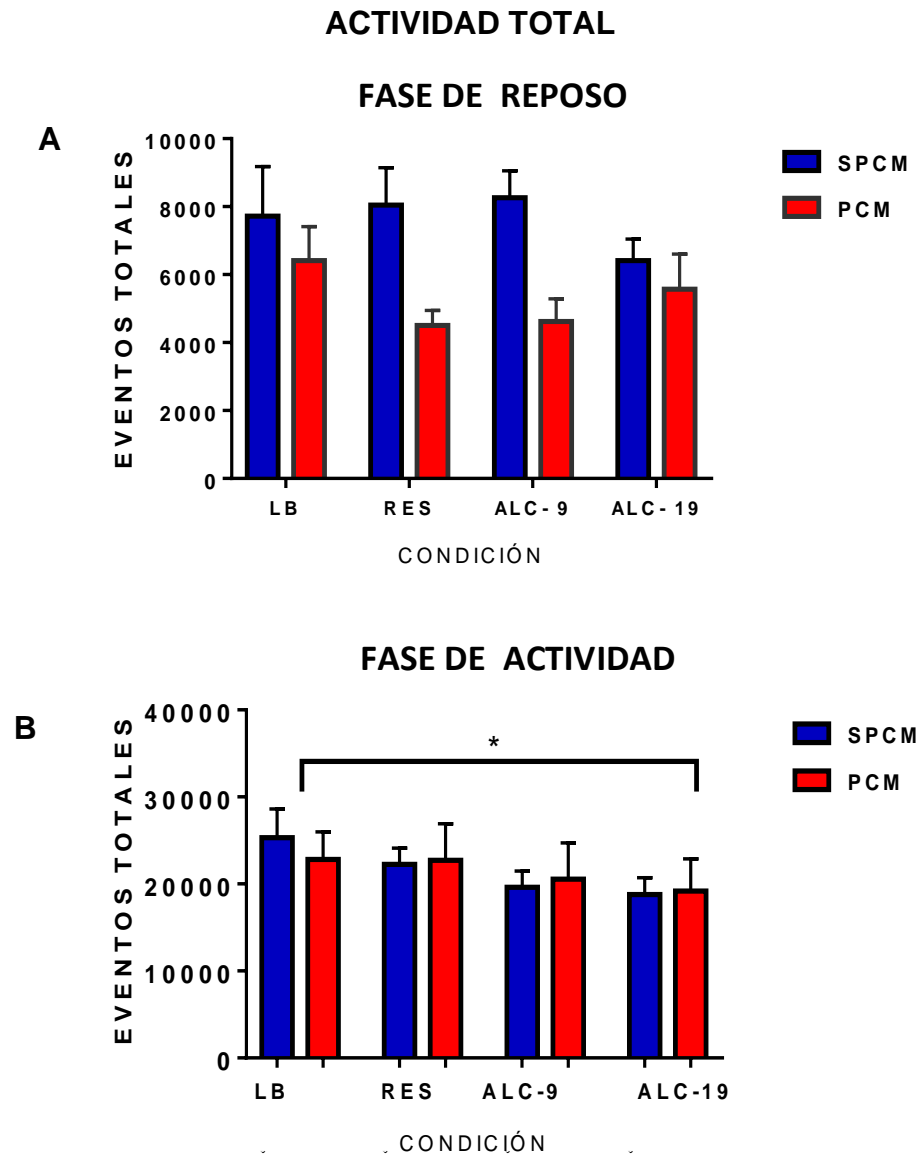 ACTIVIDAD TOTAL
FASE DE REPOSO
A
EVENTOS TOTALES
10000
8000
6000
4000
2000
0
LB RES ALC-9 ALC-19
CONDICIÓN
SPCM
PCM
FASE DE ACTIVIDAD
B
EVENTOS TOTALES
40000
30000
20000
10000
0
*
LB RES ALC-9 ALC-19
CONDICIÓN
SPCM
PCM